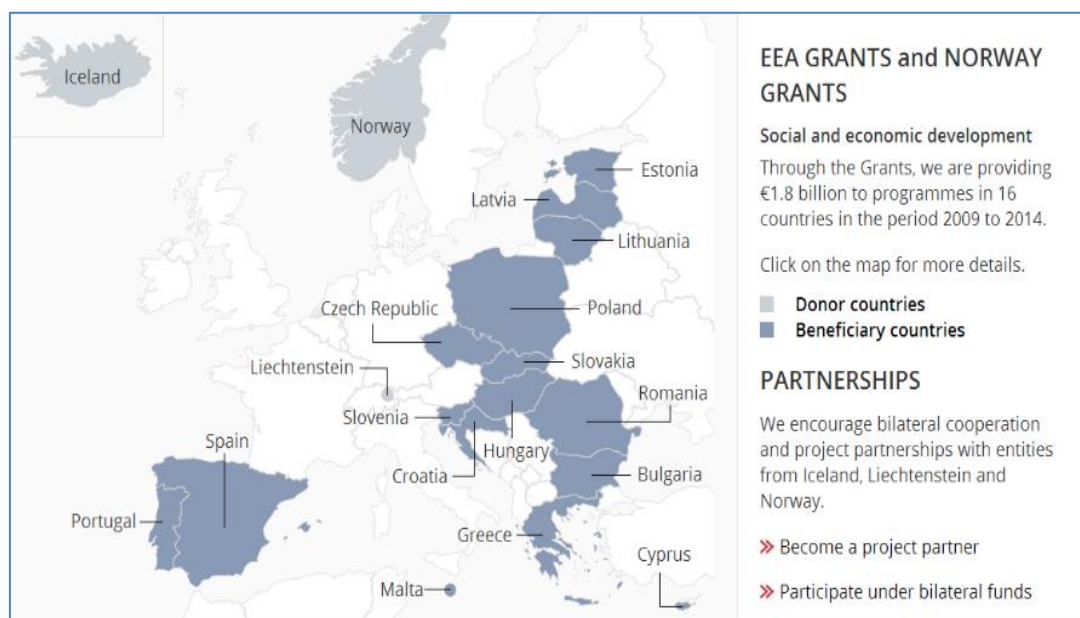 Iceland
Norway
Estonia
Latvia
Lithuania
Czech Republic
Poland
Slovakia
Liechtenstein
Romania
Slovenia
Spain
Hungary
Croatia
Bulgaria
Portugal
Greece
Cyprus
Malta
EEA GRANTS and NORWAY
GRANTS
Social and economic development
Through the Grants, we are providing
€1.8 billion to programmes in 16
countries in the period 2009 to 2014.
Click on the map for more details.
Donor countries
Beneficiary countries
PARTNERSHIPS
We encourage bilateral cooperation
and project partnerships with entities
from Iceland, Liechtenstein and
Norway.
» Become a project partner
» Participate under bilateral funds